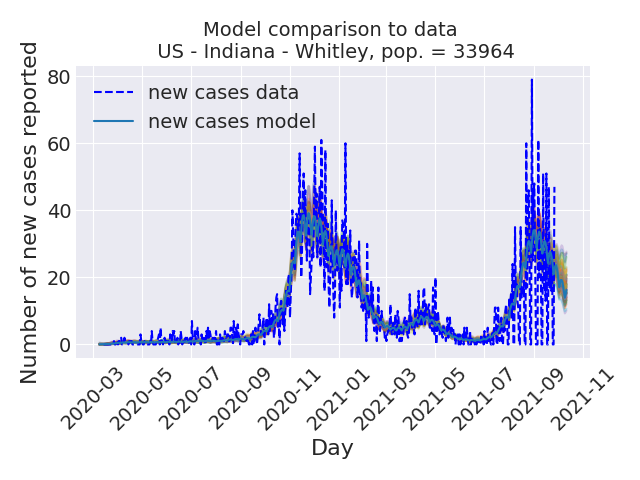 Model comparison to data
US - Indiana - Whitley, pop. = 33964
Number of new cases reported
80
60
40
20
0
new cases data
new cases model
2020-03
2020-05
2020-07
2020-09
2020-11
2021-01
2021-03
2021-05
2021-07
2021-09
2021-11
Day